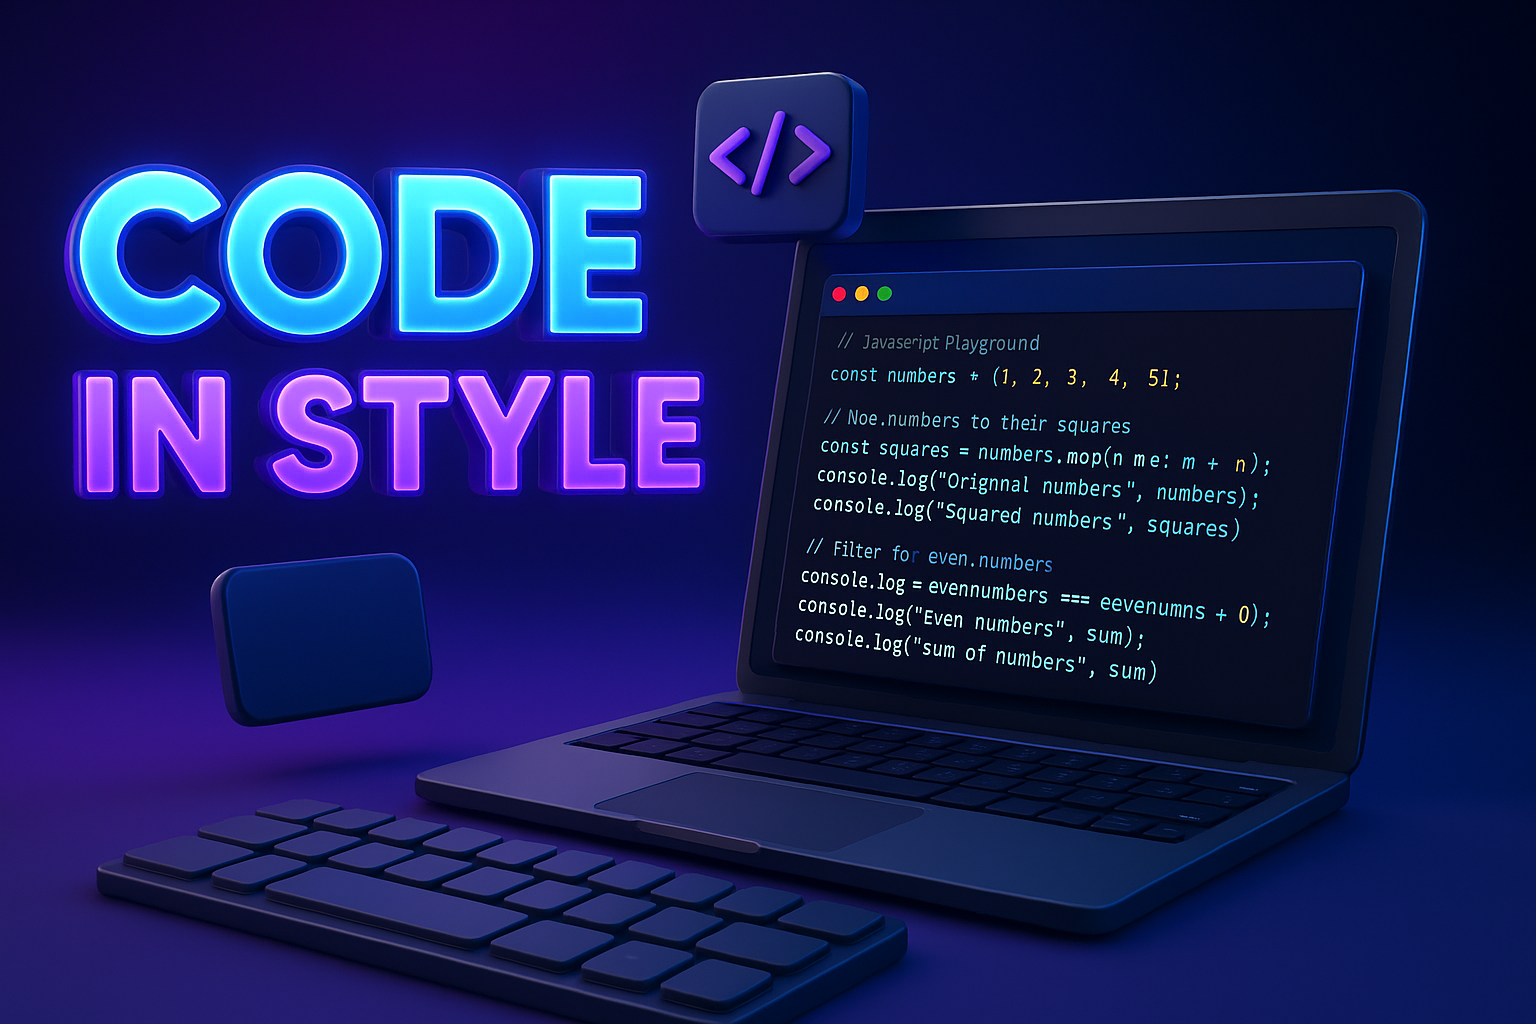 CODE
IN STYLE
</>
// Javascript Playground
const numbers + (1, 2, 3, 4, 5];
// Noe.numbers to their squares
const squares = numbers.mop(n me: m + n);
console.log("Orignnal numbers", numbers);
console.log("Squared numbers", squares)
// Filter for even.numbers
console.log = evennumbers === eevenumns + 0);
console.log("Even numbers", sum);
console.log("sum of numbers", sum)